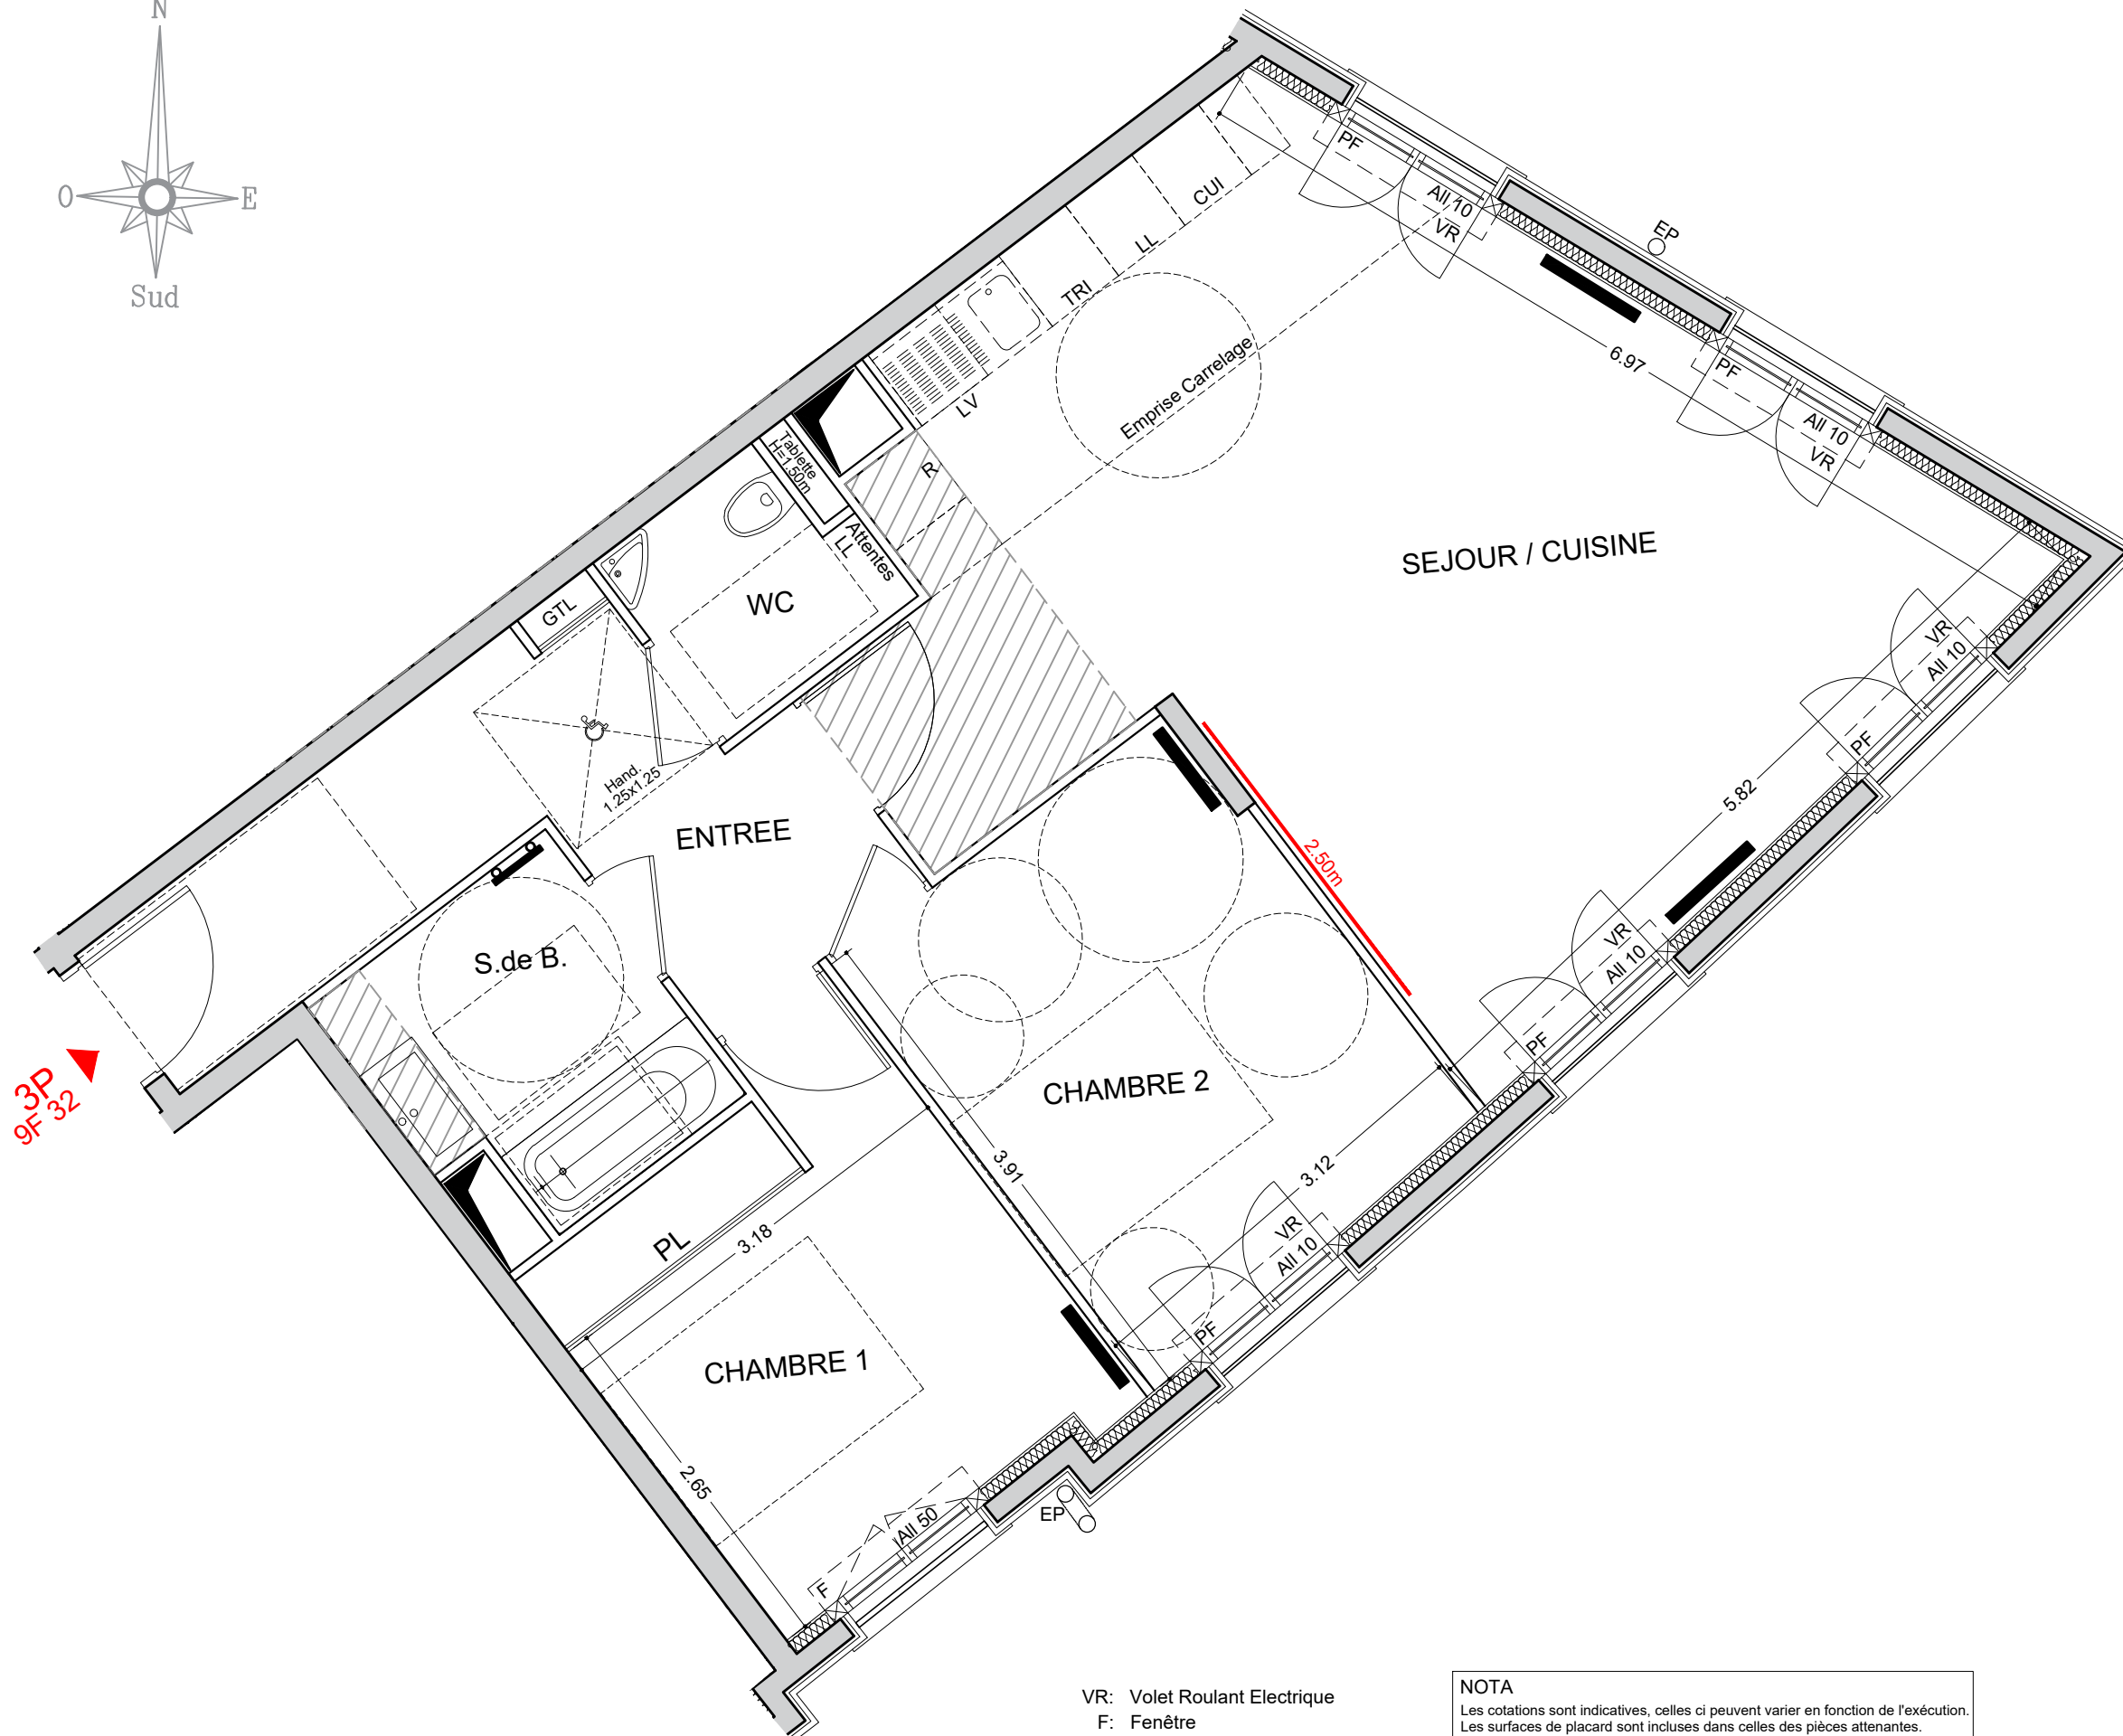 N
O
E
Sud
PF
All 10
VR
EP
CUI
LL
TRI
LV
6.97
PF
All 10
VR
Emprise Carrelage
Tablette
H=1.50m
R
Attentes
LL
SEJOUR / CUISINE
WC
GTL
VR
All 10
PF
Hand.
1.25x1.25
ENTREE
5.82
2.50m
S.de B.
VR
All 10
PF
3P
9F 32
CHAMBRE 2
3.91
3.12
PL
3.18
VR
All 10
PF
CHAMBRE 1
2.65
All 50
F
EP
VR: Volet Roulant Electrique
F: Fenêtre
NOTA
Les cotations sont indicatives, celles ci peuvent varier en fonction de l'exécution.
Les surfaces de placard sont incluses dans celles des pièces attenantes.